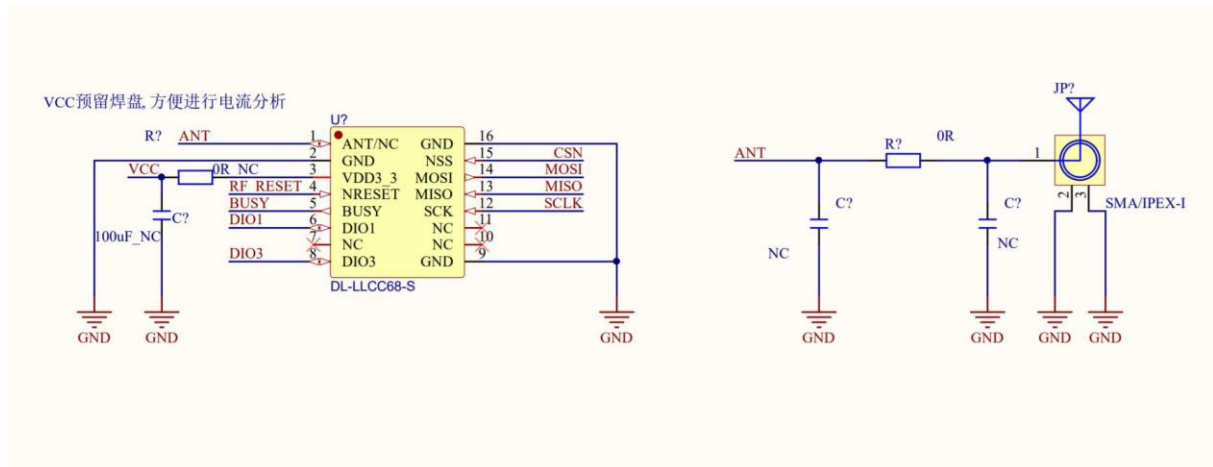 VCC预留焊盘,方便进行电流分析
U?
R? ANT 1 ANT/NC GND 16
2 GND NSS 15 CSN
VCC 0R_NC 3 VDD3_3 MOSI 14 MOSI
RF_RESET 4 NRESET MISO 13 MISO
BUSY 5 BUSY SCK 12 SCLK
C? DIO1 6 DIO1 NC 11
100uF_NC 7 NC NC 10
DIO3 8 DIO3 GND 9
DL-LLCC68-S
GND GND GND
JP?
R? 0R
ANT 1
C? C? 2 3 SMA/IPEX-I
NC NC
GND GND GND GND